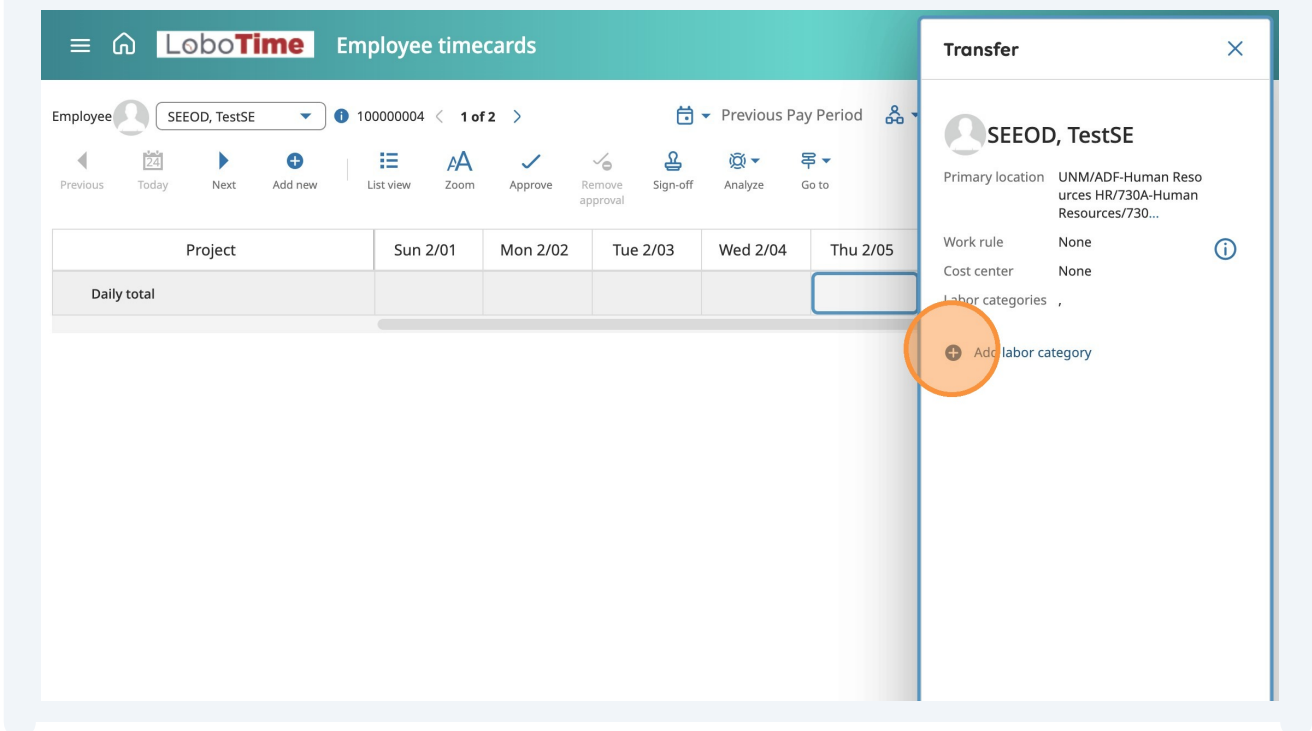 LoboTime Employee timecards
Employee SEEOD, TestSE 100000004 1 of 2 Previous Pay Period
24
Previous Today Next Add new List view Zoom Approve Remove approval Sign-off Analyze Go to
Project Sun 2/01 Mon 2/02 Tue 2/03 Wed 2/04 Thu 2/05
Daily total
Transfer
SEEOD, TestSE
Primary location UNM/ADF-Human Reso
urces HR/730A-Human
Resources/730...
Work rule None
Cost center None
Labor categories ,
Add labor category